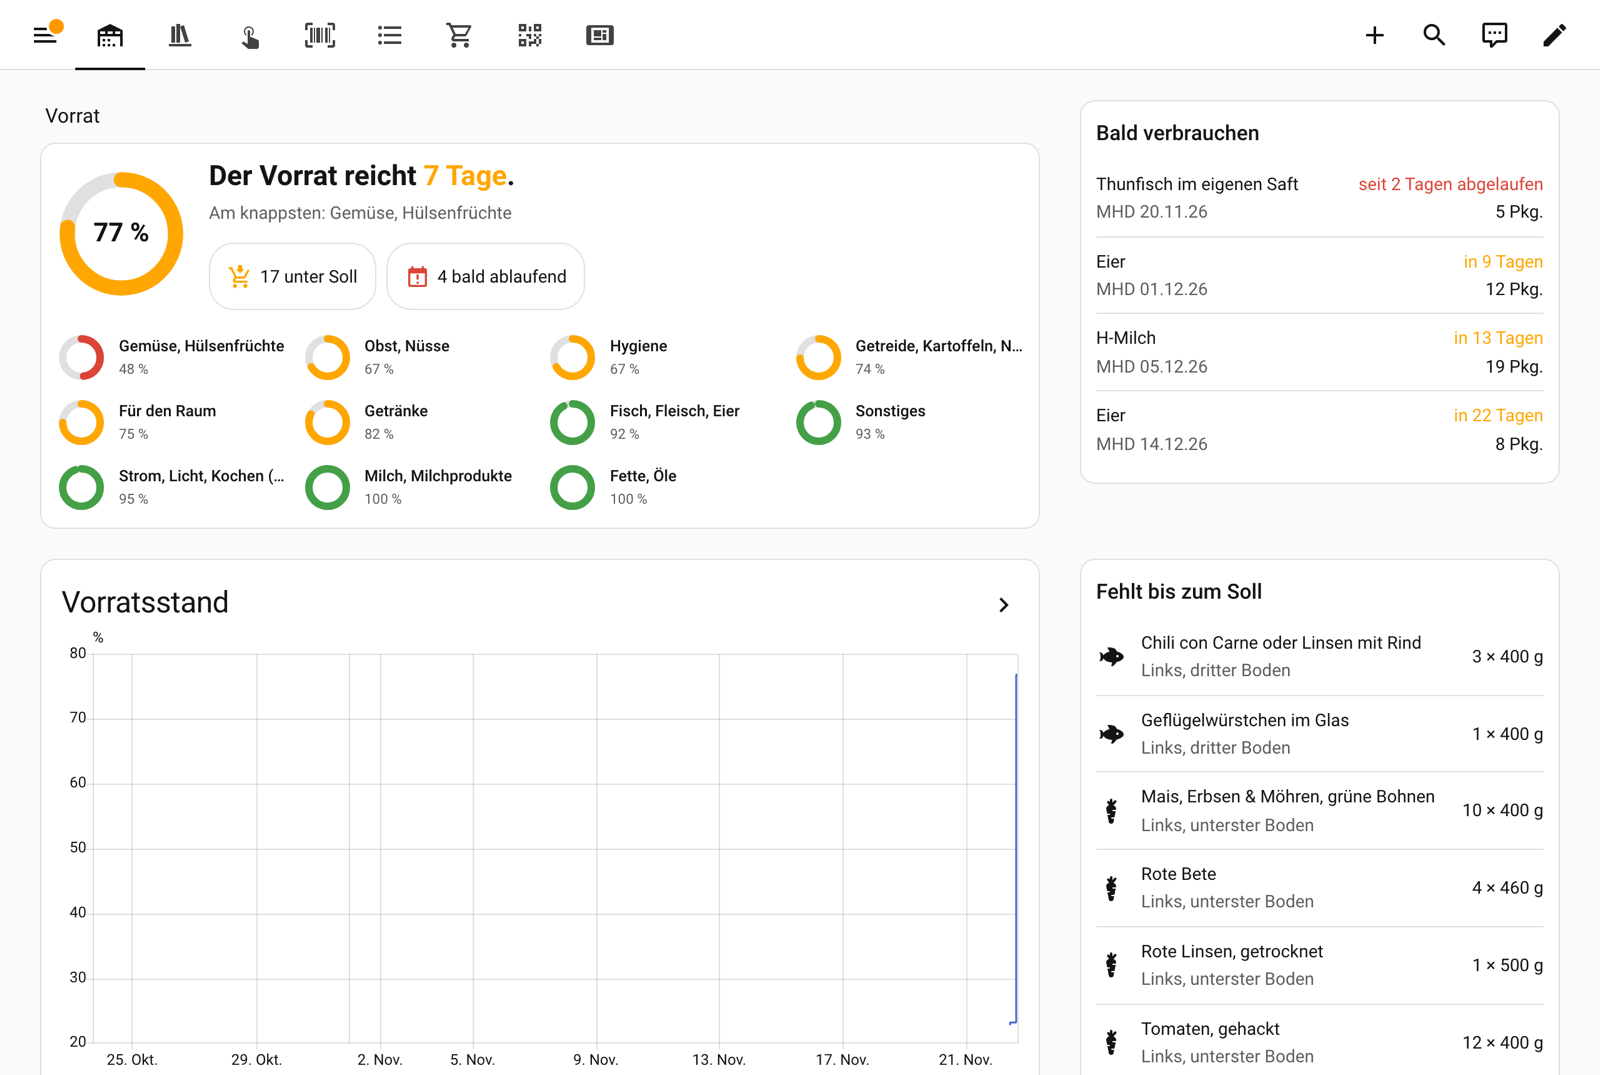 Vorrat
77 %
Der Vorrat reicht 7 Tage.
Am knappsten: Gemüse, Hülsenfrüchte
17 unter Soll
4 bald ablaufend
Gemüse, Hülsenfrüchte
48 %
Obst, Nüsse
67 %
Hygiene
67 %
Getreide, Kartoffeln, N...
74 %
Für den Raum
75 %
Getränke
82 %
Fisch, Fleisch, Eier
92 %
Sonstiges
93 %
Strom, Licht, Kochen (...
95 %
Milch, Milchprodukte
100 %
Fette, Öle
100 %
Bald verbrauchen
Thunfisch im eigenen Saft
seit 2 Tagen abgelaufen
MHD 20.11.26
5 Pkg.
Eier
in 9 Tagen
MHD 01.12.26
12 Pkg.
H-Milch
in 13 Tagen
MHD 05.12.26
19 Pkg.
Eier
in 22 Tagen
MHD 14.12.26
8 Pkg.
Vorratsstand
%
80
70
60
50
40
30
20
25. Okt.
29. Okt.
2. Nov.
5. Nov.
9. Nov.
13. Nov.
17. Nov.
21. Nov.
Fehlt bis zum Soll
Chili con Carne oder Linsen mit Rind
Links, dritter Boden
3 × 400 g
Geflügelwürstchen im Glas
Links, dritter Boden
1 × 400 g
Mais, Erbsen & Möhren, grüne Bohnen
Links, unterster Boden
10 × 400 g
Rote Bete
Links, unterster Boden
4 × 460 g
Rote Linsen, getrocknet
Links, unterster Boden
1 × 500 g
Tomaten, gehackt
Links, unterster Boden
12 × 400 g